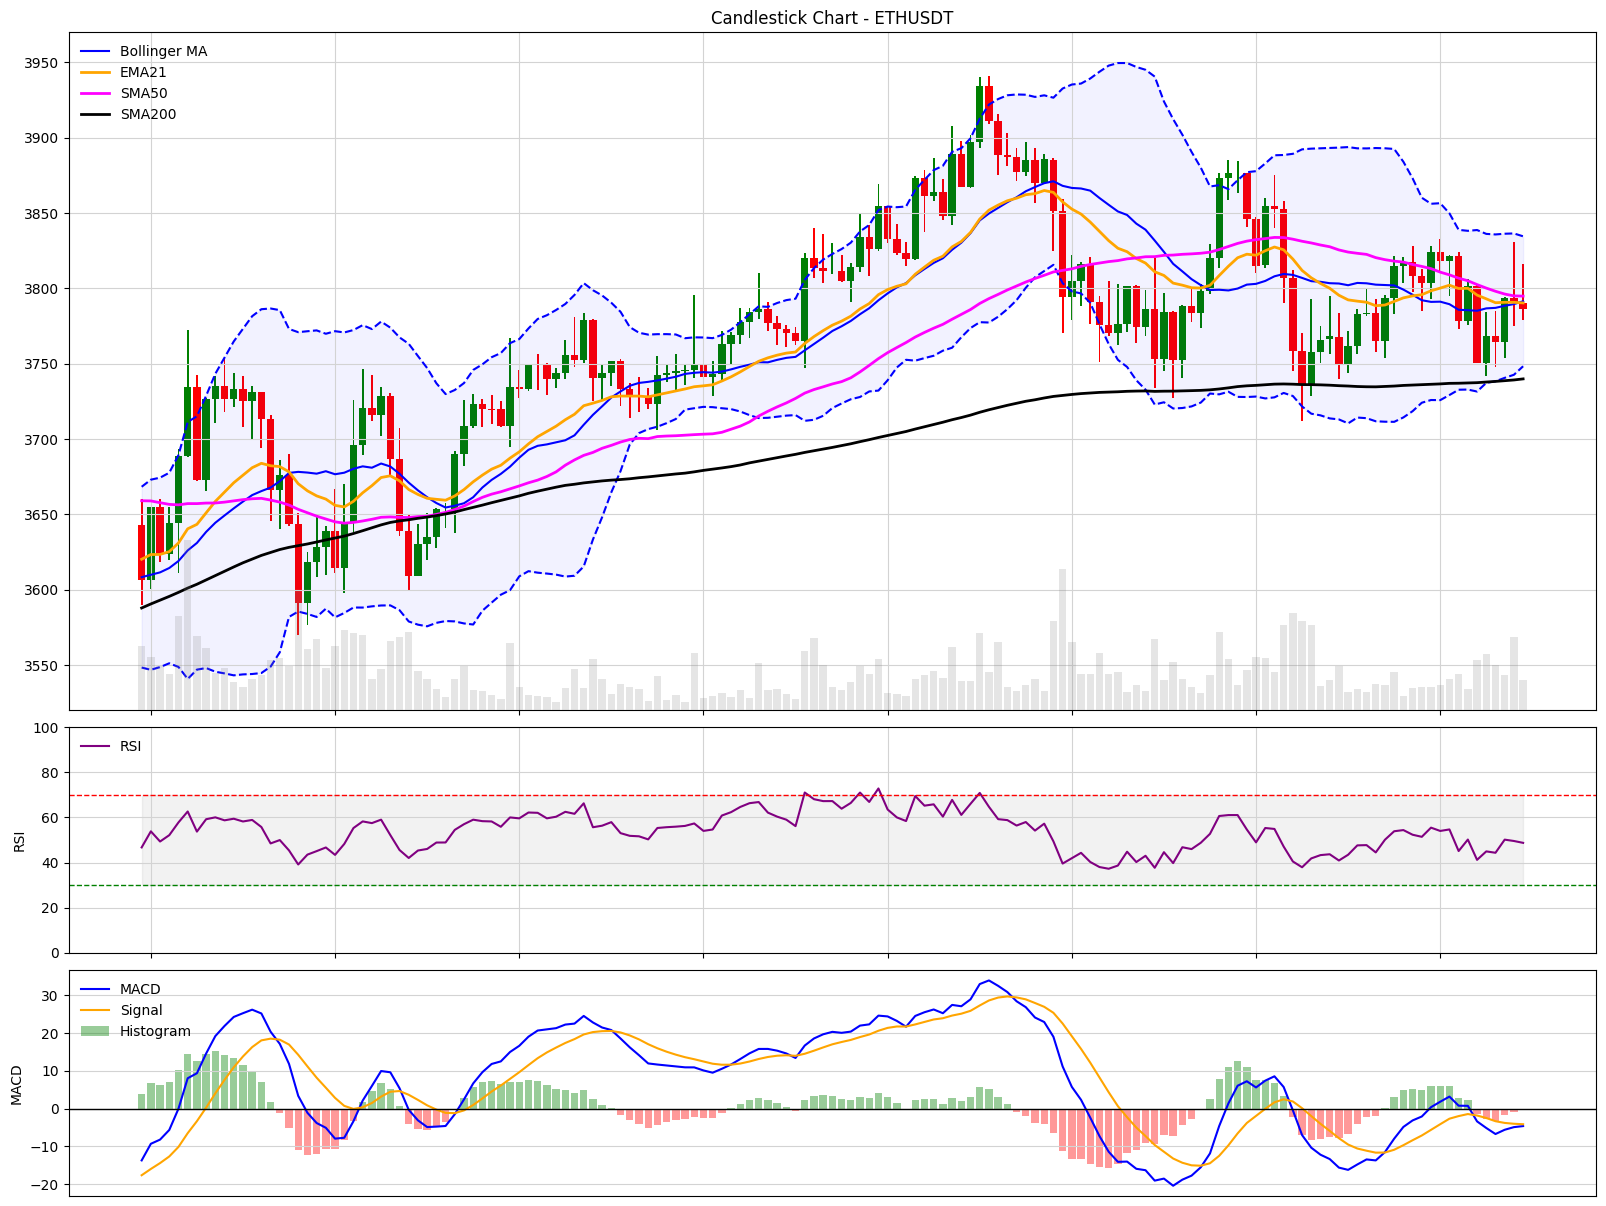 Candlestick Chart - ETHUSDT
Bollinger MA
EMA21
SMA50
SMA200
3950
3900
3850
3800
3750
3700
3650
3600
3550
RSI
100
80
60
40
20
0
RSI
MACD
Signal
Histogram
30
20
10
0
−10
−20
MACD